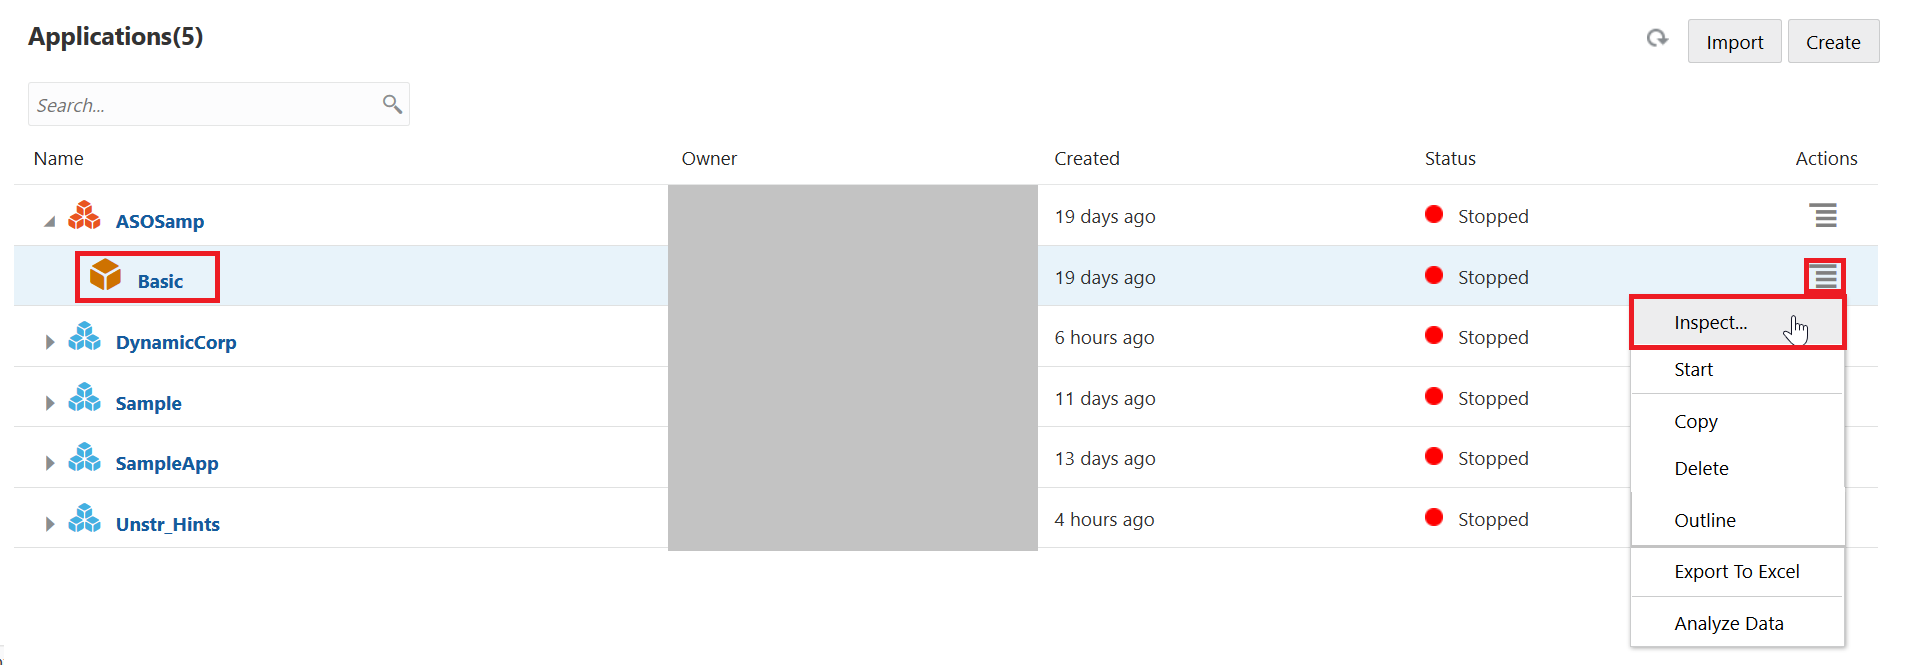 Applications(5)
Import
Create
Search...
Name Owner Created Status Actions
ASOSamp 19 days ago Stopped
Basic 19 days ago Stopped
Inspect...
DynamicCorp 6 hours ago Stopped
Start
Sample 11 days ago Stopped
Copy
SampleApp 13 days ago Stopped
Delete
Unstr_Hints 4 hours ago Stopped
Outline
Export To Excel
Analyze Data